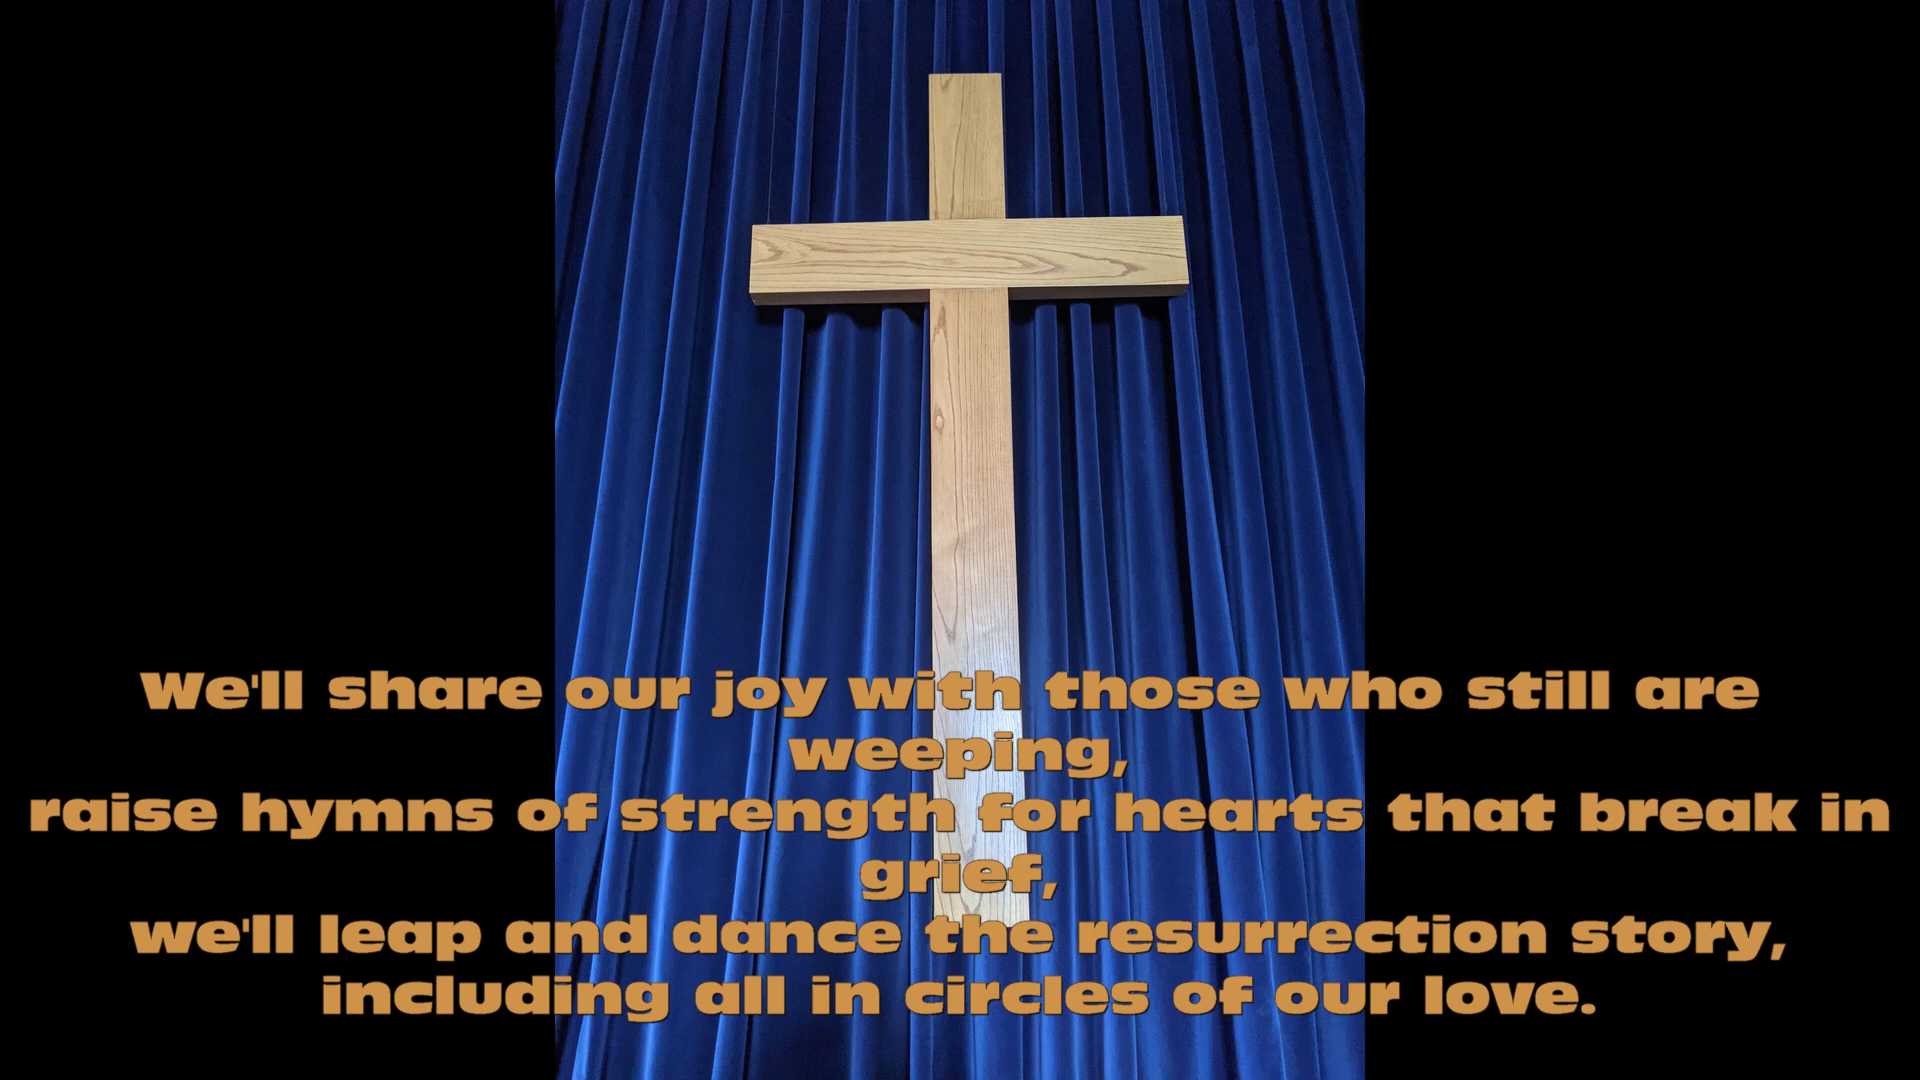 We'll share our joy with those who still are
weeping,
raise hymns of strength for hearts that break in
grief,
we'll leap and dance the resurrection story,
including all in circles of our love.